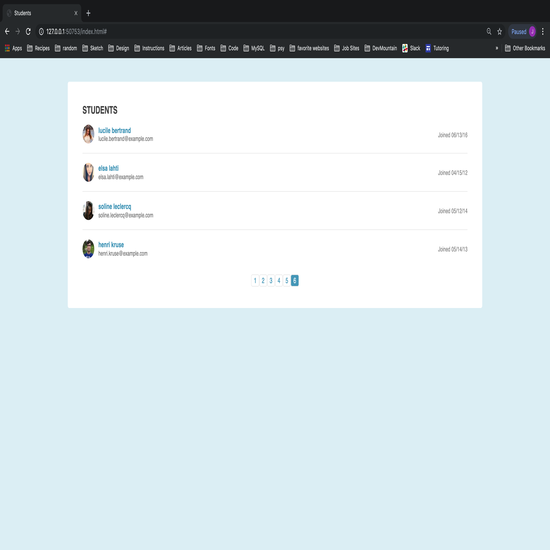 Students
127.0.0.1:50753/index.html#
Paused
J
Apps Recipes random Sketch Design Instructions Articles Fonts Code MySQL psy favorite websites Job Sites DevMountain Slack Tutoring Other Bookmarks
STUDENTS
lucile bertrand
lucile.bertrand@example.com
Joined 06/13/16
elsa lahti
elsa.lahti@example.com
Joined 04/15/12
soline leclercq
soline.leclercq@example.com
Joined 05/12/14
henri kruse
henri.kruse@example.com
Joined 05/14/13
1 2 3 4 5 6